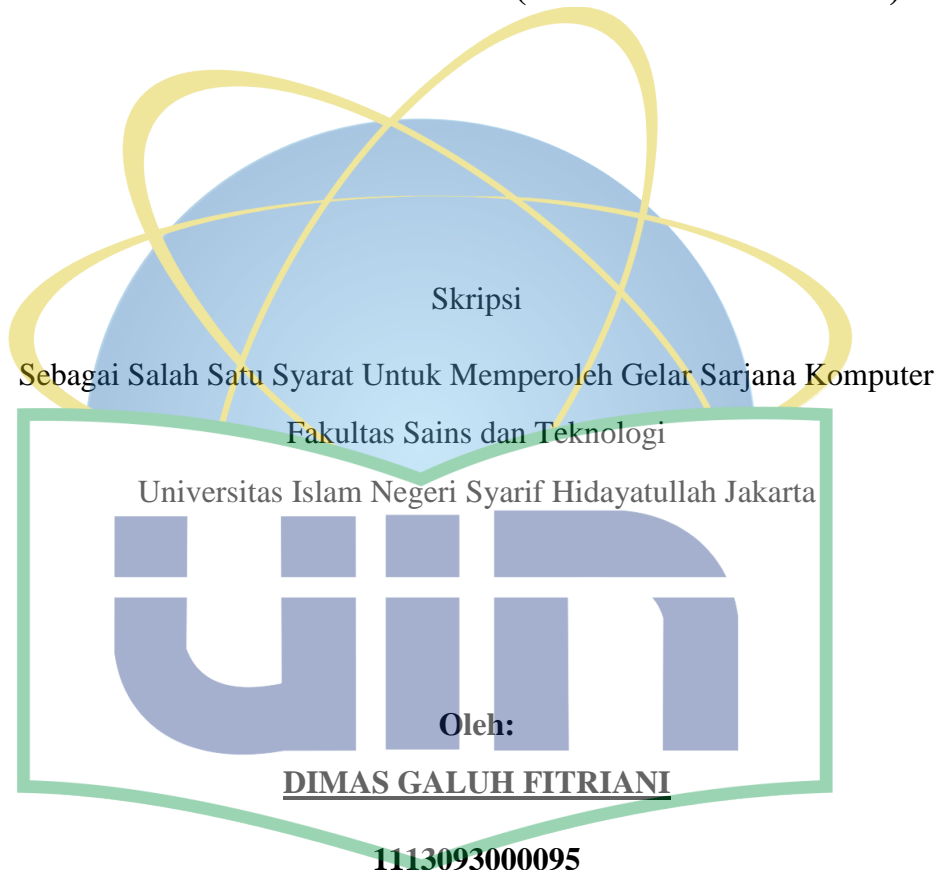 Skripsi
Sebagai Salah Satu Syarat Untuk Memperoleh Gelar Sarjana Komputer
Fakultas Sains dan Teknologi
Universitas Islam Negeri Syarif Hidayatullah Jakarta
uin
Oleh:
DIMAS GALUH FITRIANI
1113093000095